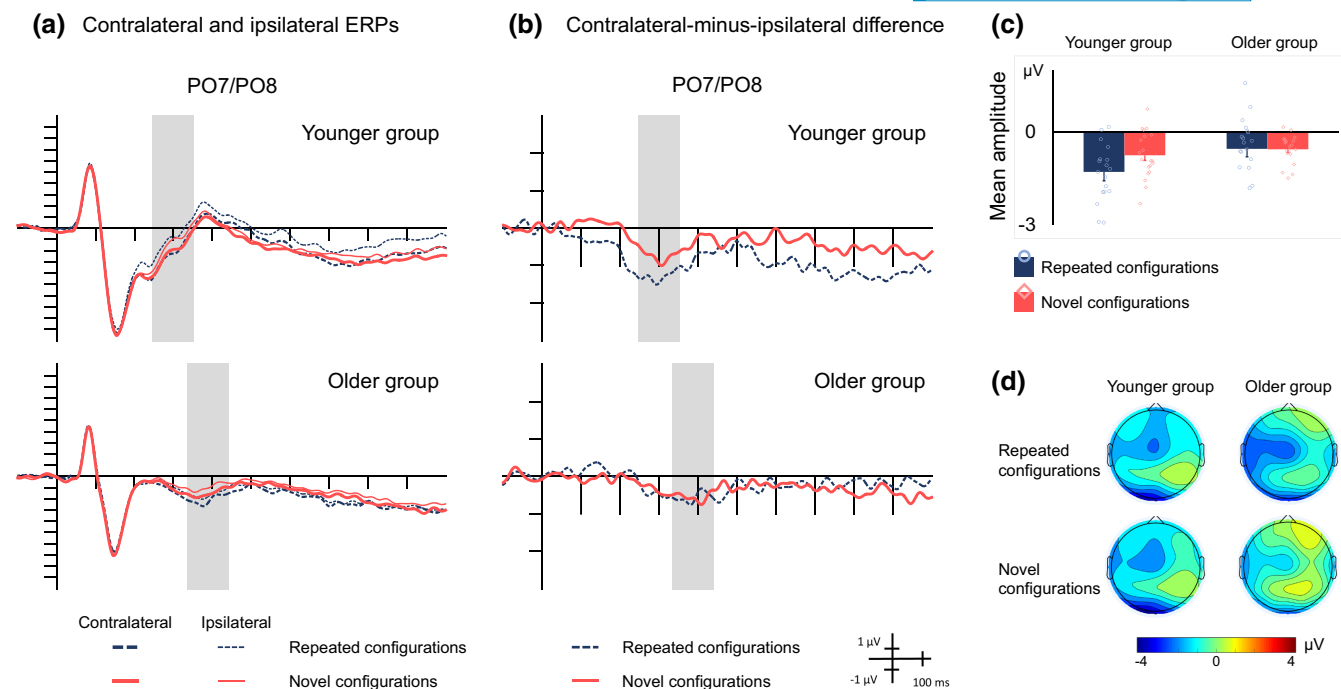 (a) Contralateral and ipsilateral ERPs
PO7/PO8
Younger group
Older group
Contralateral Ipsilateral
Repeated configurations
Novel configurations
(b) Contralateral-minus-ipsilateral difference
PO7/PO8
Younger group
Older group
Repeated configurations
Novel configurations
1 µV
-1 µV
100 ms
(c)
Younger group Older group
µV
Mean amplitude
0
-3
Repeated configurations
Novel configurations
(d)
Younger group Older group
Repeated
configurations
Novel
configurations
µV
-4 0 4